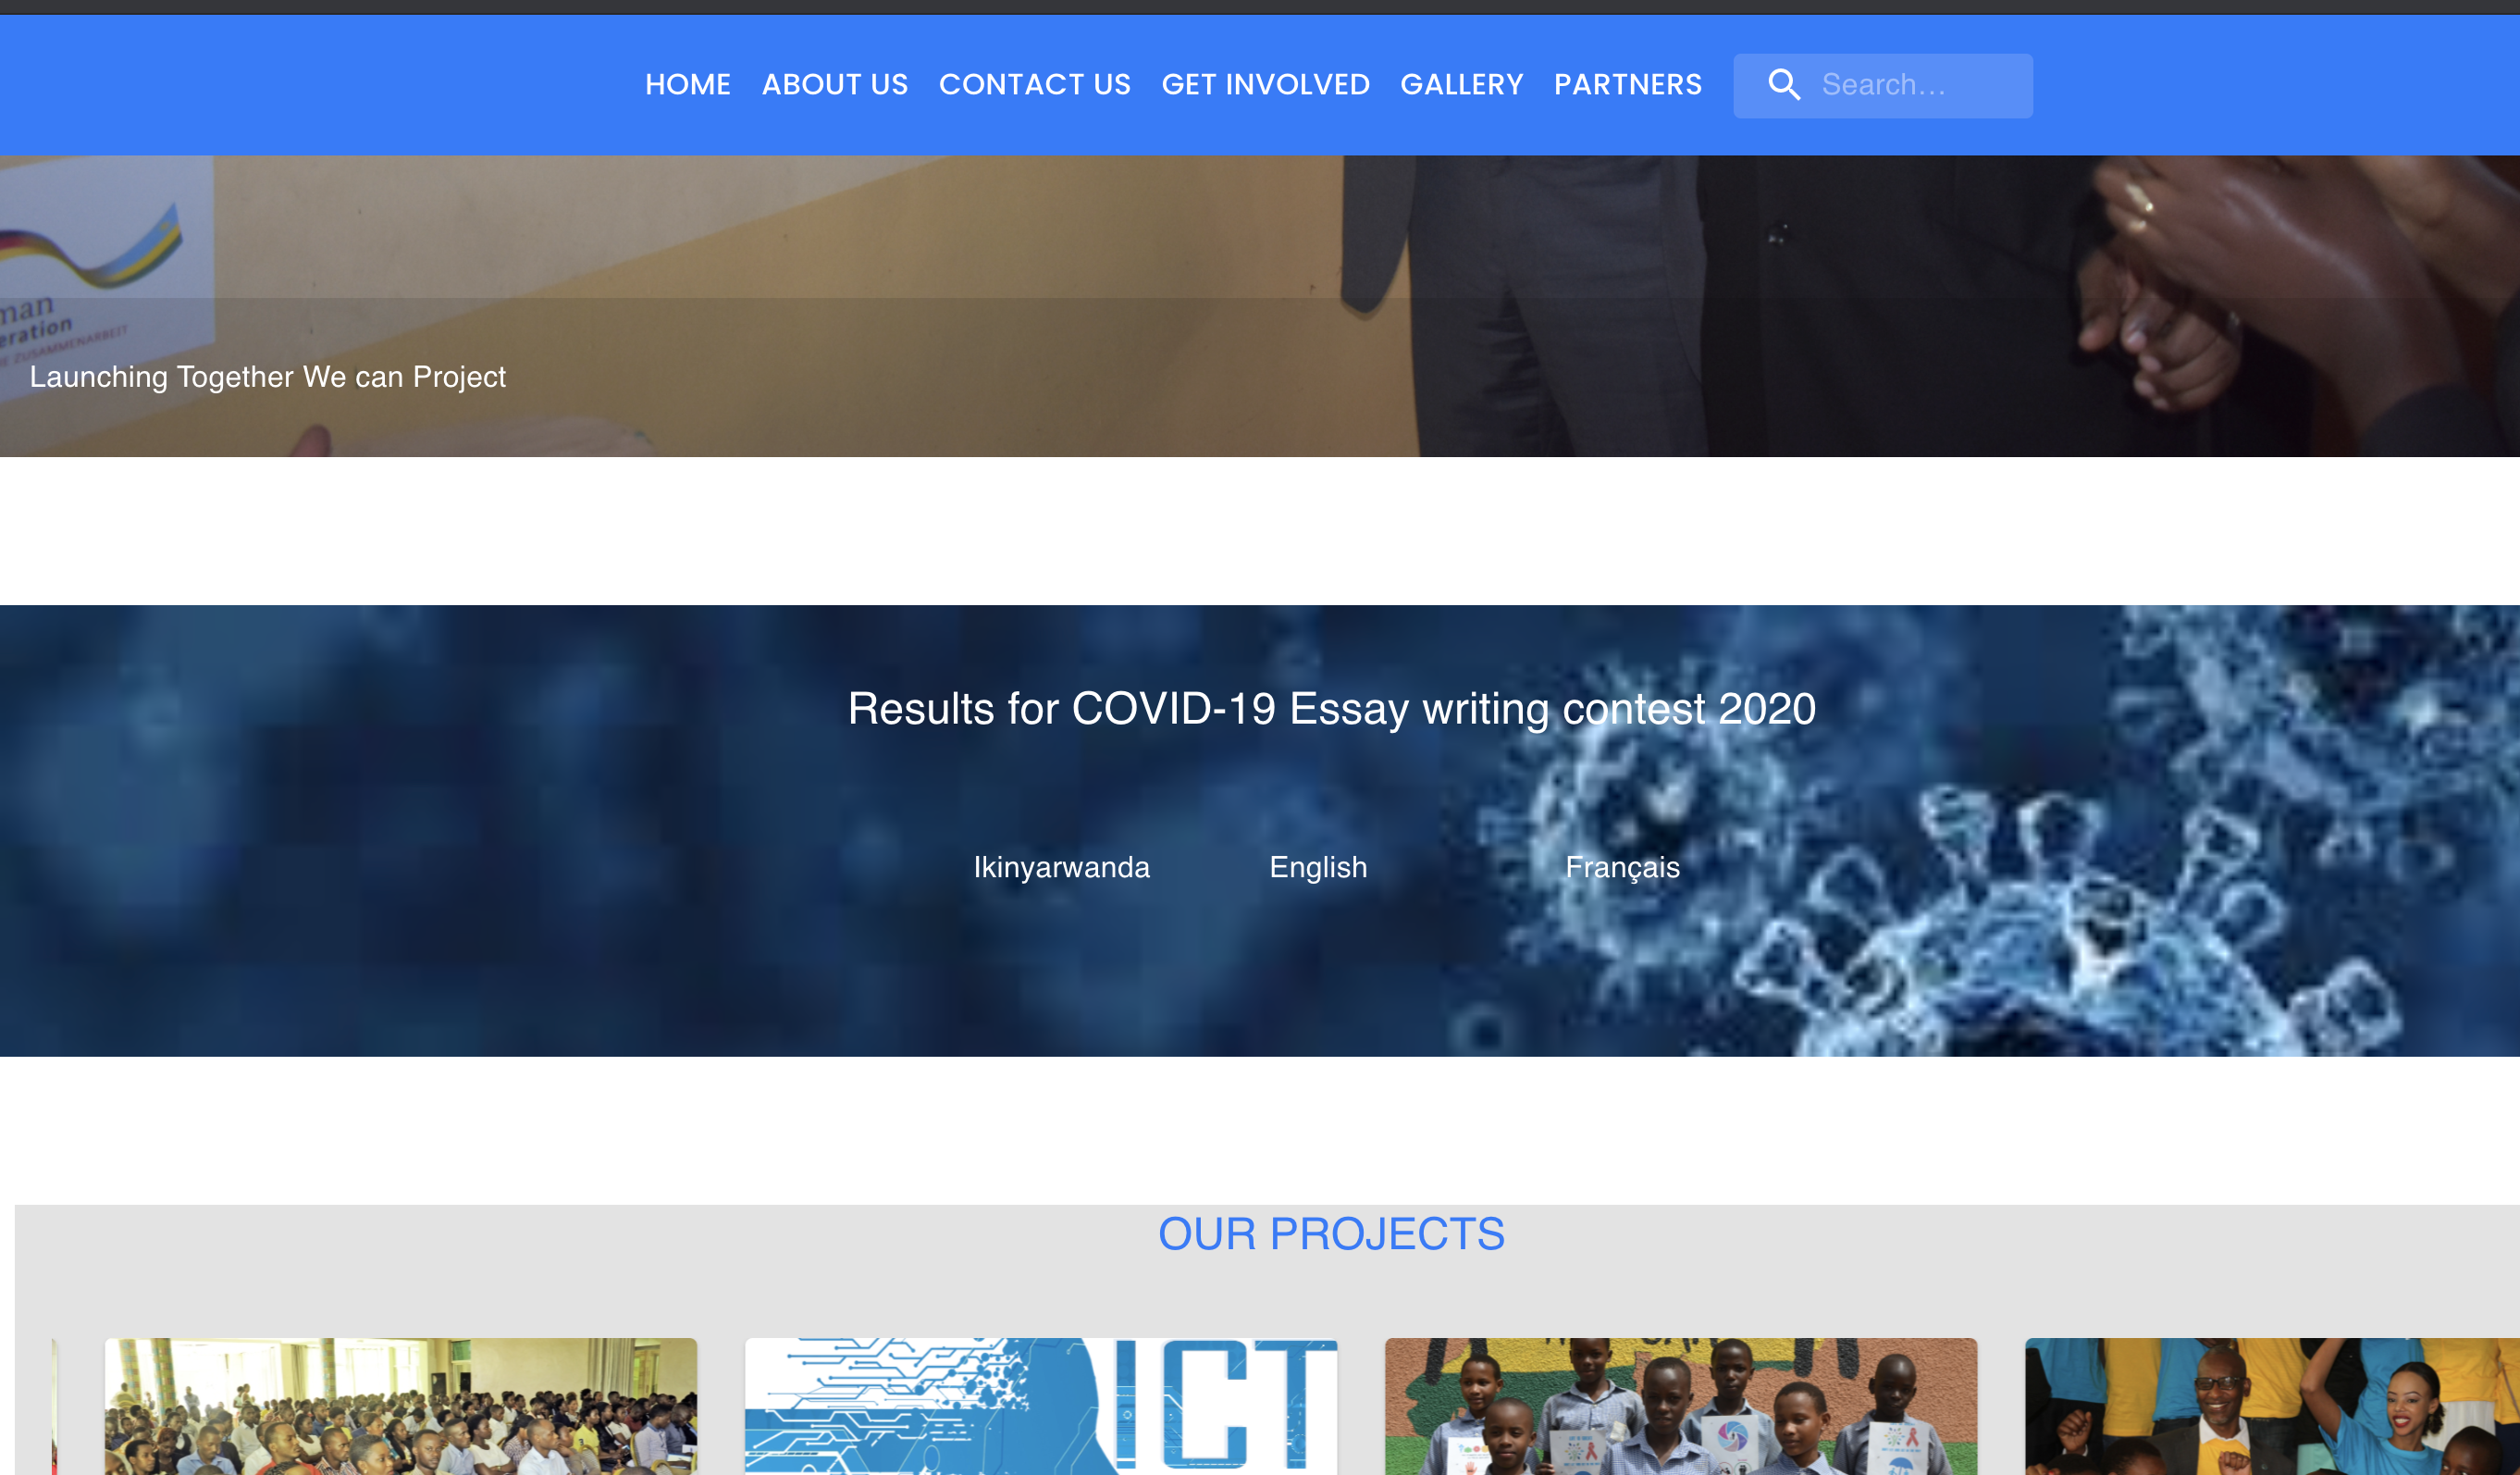 HOME ABOUT US CONTACT US GET INVOLVED GALLERY PARTNERS Search...
man
eration
ZUSAMMENARBEIT
Launching Together We can Project
Results for COVID-19 Essay writing contest 2020
Ikinyarwanda English Français
OUR PROJECTS
ICT